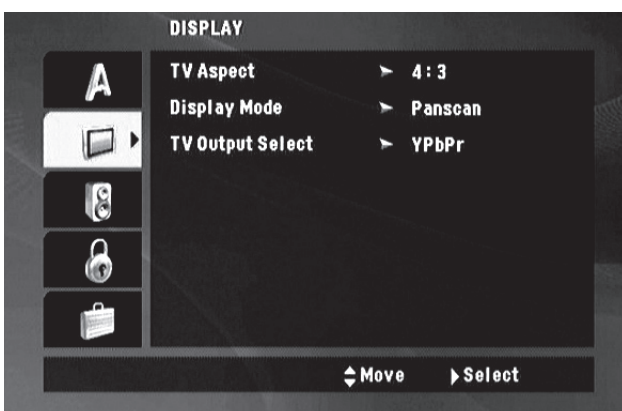 DISPLAY
A
TV Aspect ➢ 4:3
Display Mode ➢ Panscan
TV Output Select ➢ YPbPr
Move Select